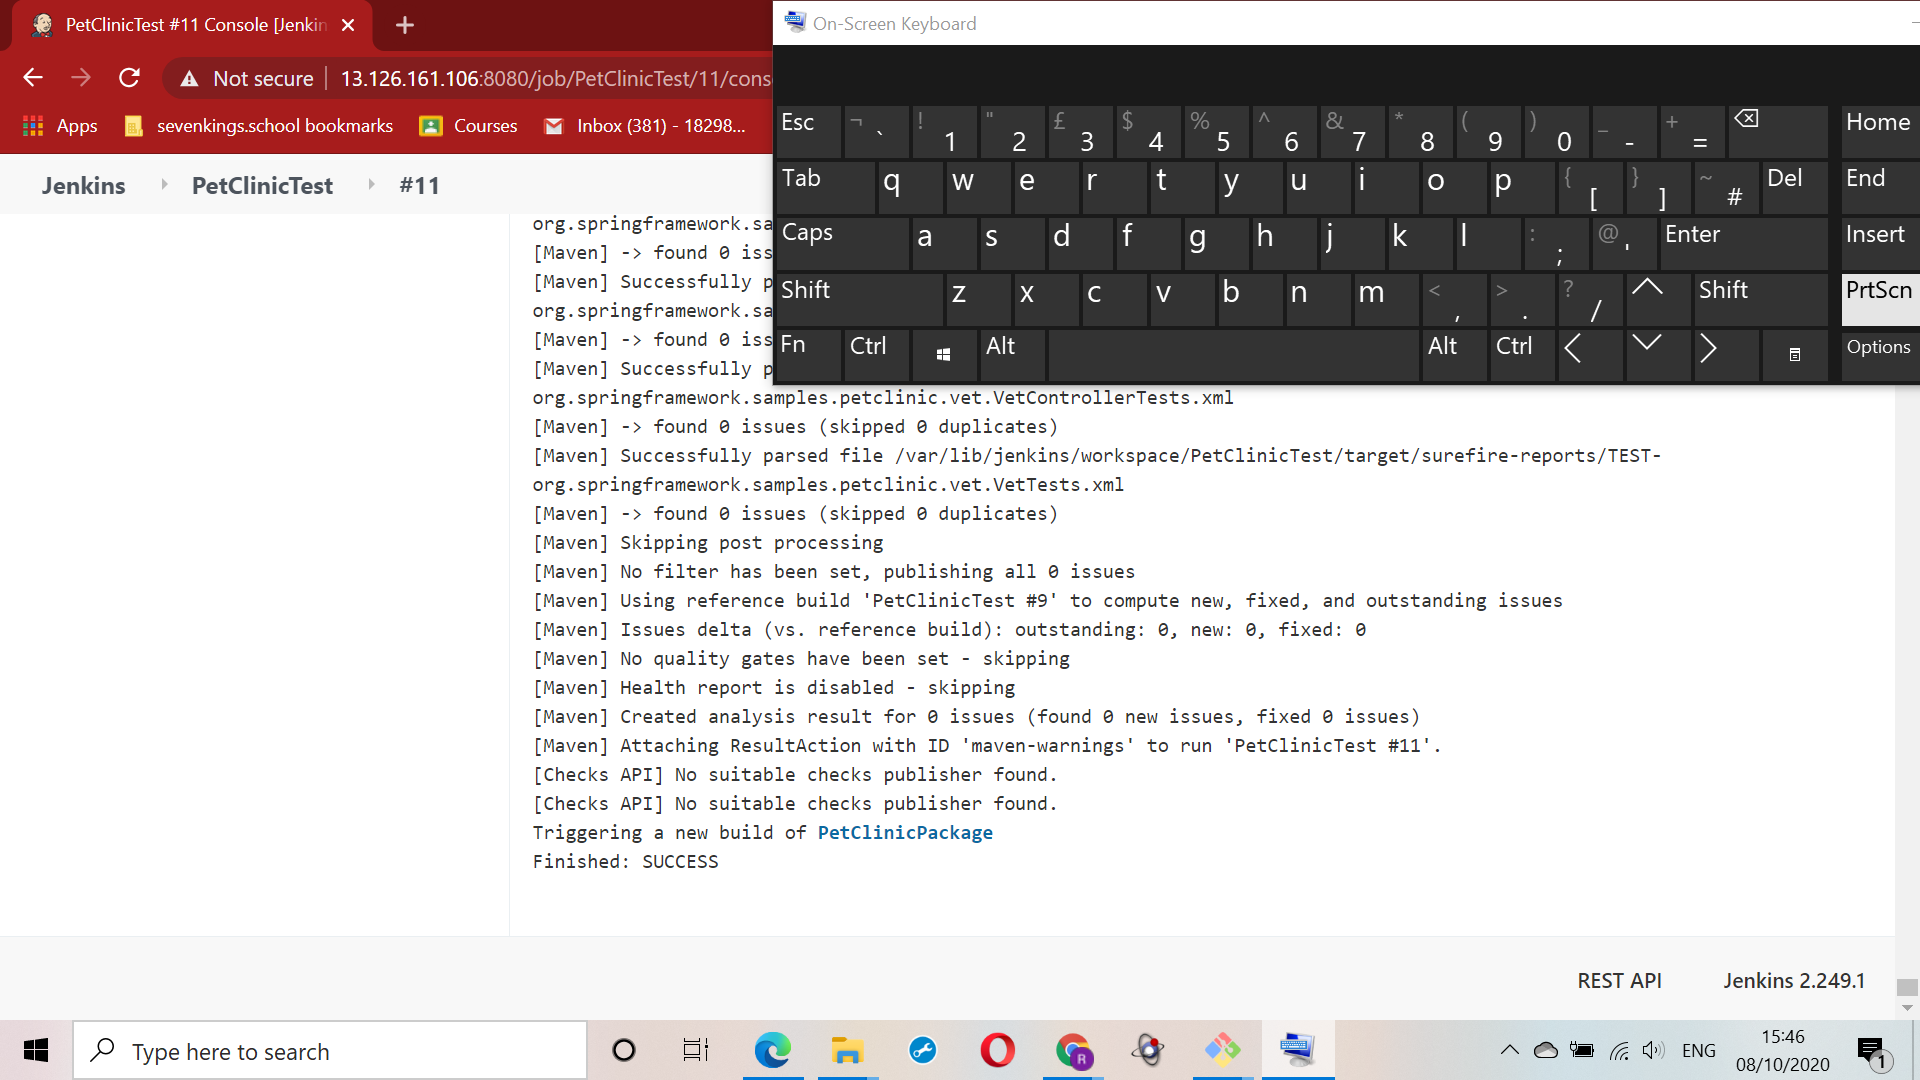 PetClinicTest #11 Console [Jenkin
On-Screen Keyboard
Not secure 13.126.161.106:8080/job/PetClinicTest/11/cons
Apps sevenkings.school bookmarks Courses Inbox (381) - 18298...
Esc ¬ ` ! 1 " 2 £ 3 $ 4 % 5 ^ 6 & 7 * 8 ( 9 ) 0 _ - + = Home
Tab q w e r t y u i o p { [ } ] ~ # Del End
Caps a s d f g h j k l : ; @ ' Enter Insert
Shift z x c v b n m < , > . ? / Shift PrtScn
Fn Ctrl Alt Alt Ctrl Options
Jenkins PetClinicTest #11
org.springframework.sa
[Maven] -> found 0 iss
[Maven] Successfully p
org.springframework.sa
[Maven] -> found 0 iss
[Maven] Successfully p
org.springframework.samples.petclinic.vet.VetControllerTests.xml
[Maven] -> found 0 issues (skipped 0 duplicates)
[Maven] Successfully parsed file /var/lib/jenkins/workspace/PetClinicTest/target/surefire-reports/TEST-
org.springframework.samples.petclinic.vet.VetTests.xml
[Maven] -> found 0 issues (skipped 0 duplicates)
[Maven] Skipping post processing
[Maven] No filter has been set, publishing all 0 issues
[Maven] Using reference build 'PetClinicTest #9' to compute new, fixed, and outstanding issues
[Maven] Issues delta (vs. reference build): outstanding: 0, new: 0, fixed: 0
[Maven] No quality gates have been set - skipping
[Maven] Health report is disabled - skipping
[Maven] Created analysis result for 0 issues (found 0 new issues, fixed 0 issues)
[Maven] Attaching ResultAction with ID 'maven-warnings' to run 'PetClinicTest #11'.
[Checks API] No suitable checks publisher found.
[Checks API] No suitable checks publisher found.
Triggering a new build of PetClinicPackage
Finished: SUCCESS
REST API Jenkins 2.249.1
Type here to search
R
ENG
15:46
08/10/2020
1